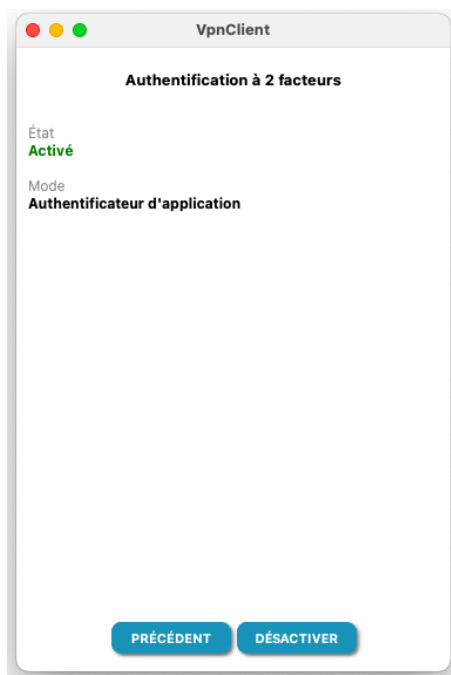 VpnClient
Authentification à 2 facteurs
État
Activé
Mode
Authentificateur d'application
PRÉCÉDENT
DÉSACTIVER